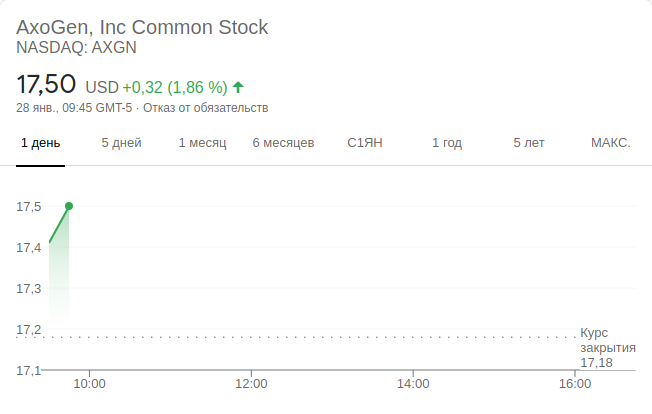 AxoGen, Inc Common Stock
NASDAQ: AXGN
17,50 USD +0,32 (1,86 %)
28 янв., 09:45 GMT-5 · Отказ от обязательств
1 день 5 дней 1 месяц 6 месяцев С1ЯН 1 год 5 лет МАКС.
17,5
17,4
17,3
17,2
Курс
закрытия
17,18
17,1
10:00 12:00 14:00 16:00